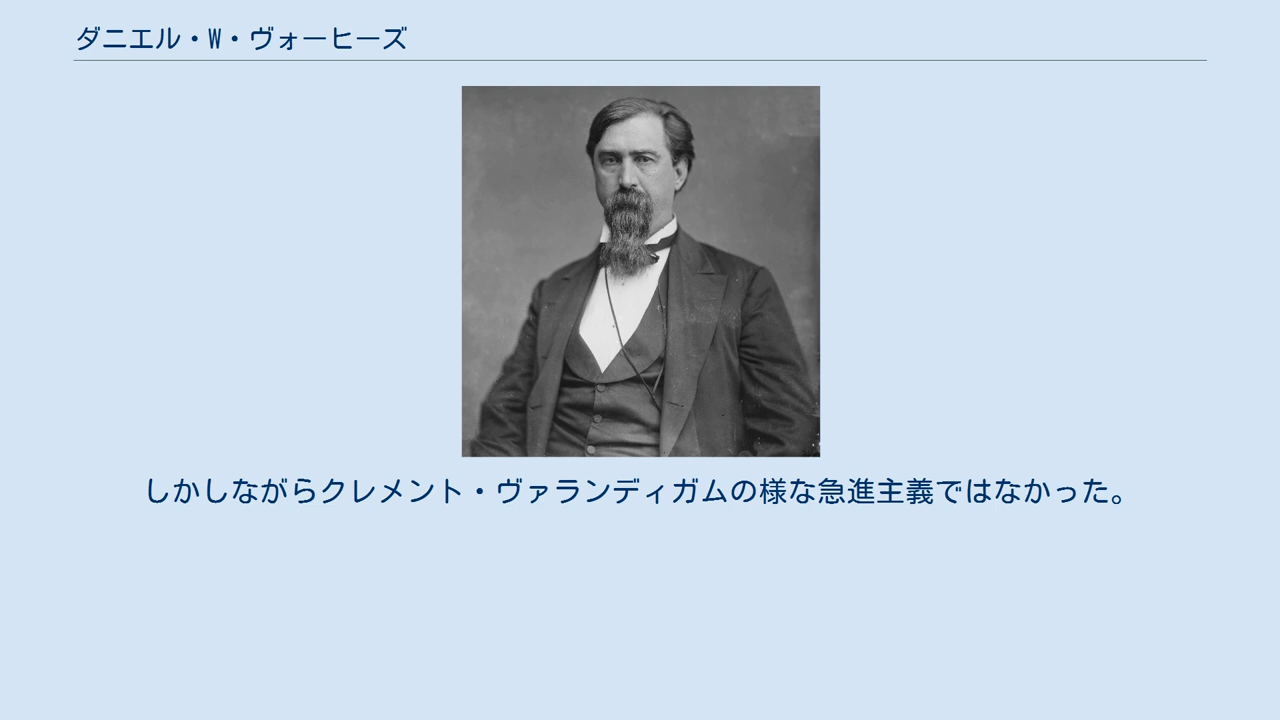 ダニエル・W・ヴォーヒーズ
しかしながらクレメント・ヴァランディガムの様な急進主義ではなかった。